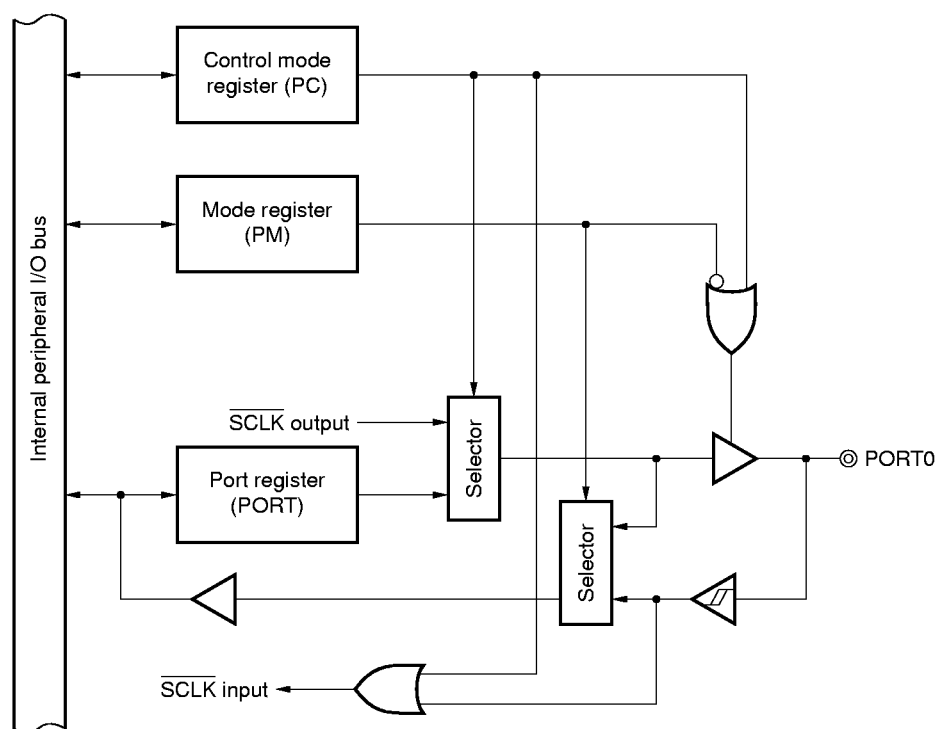 Control mode
register (PC)
Mode register
(PM)
Internal peripheral I/O bus
SCLK output
Selector
PORT0
Port register
(PORT)
Selector
SCLK input